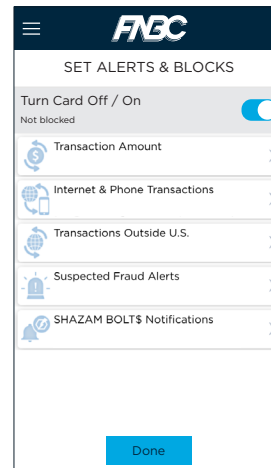 FNBC
SET ALERTS & BLOCKS
Turn Card Off / On
Not blocked
Transaction Amount
Internet & Phone Transactions
Transactions Outside U.S.
Suspected Fraud Alerts
SHAZAM BOLT$ Notifications
Done